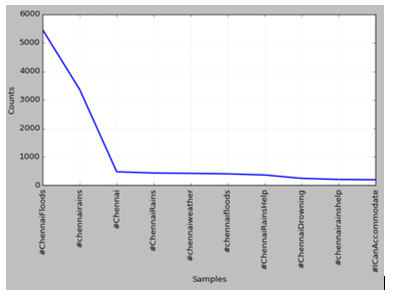 6000
5000
4000
3000
2000
1000
0
Counts
#ChennaiFloods
#chennairains
#Chennai
#ChennaiRains
#chennaiweather
#chennaifloods
#ChennaiRainsHelp
#ChennaiDrowning
#chennairainshelp
#ICanAccommodate
Samples